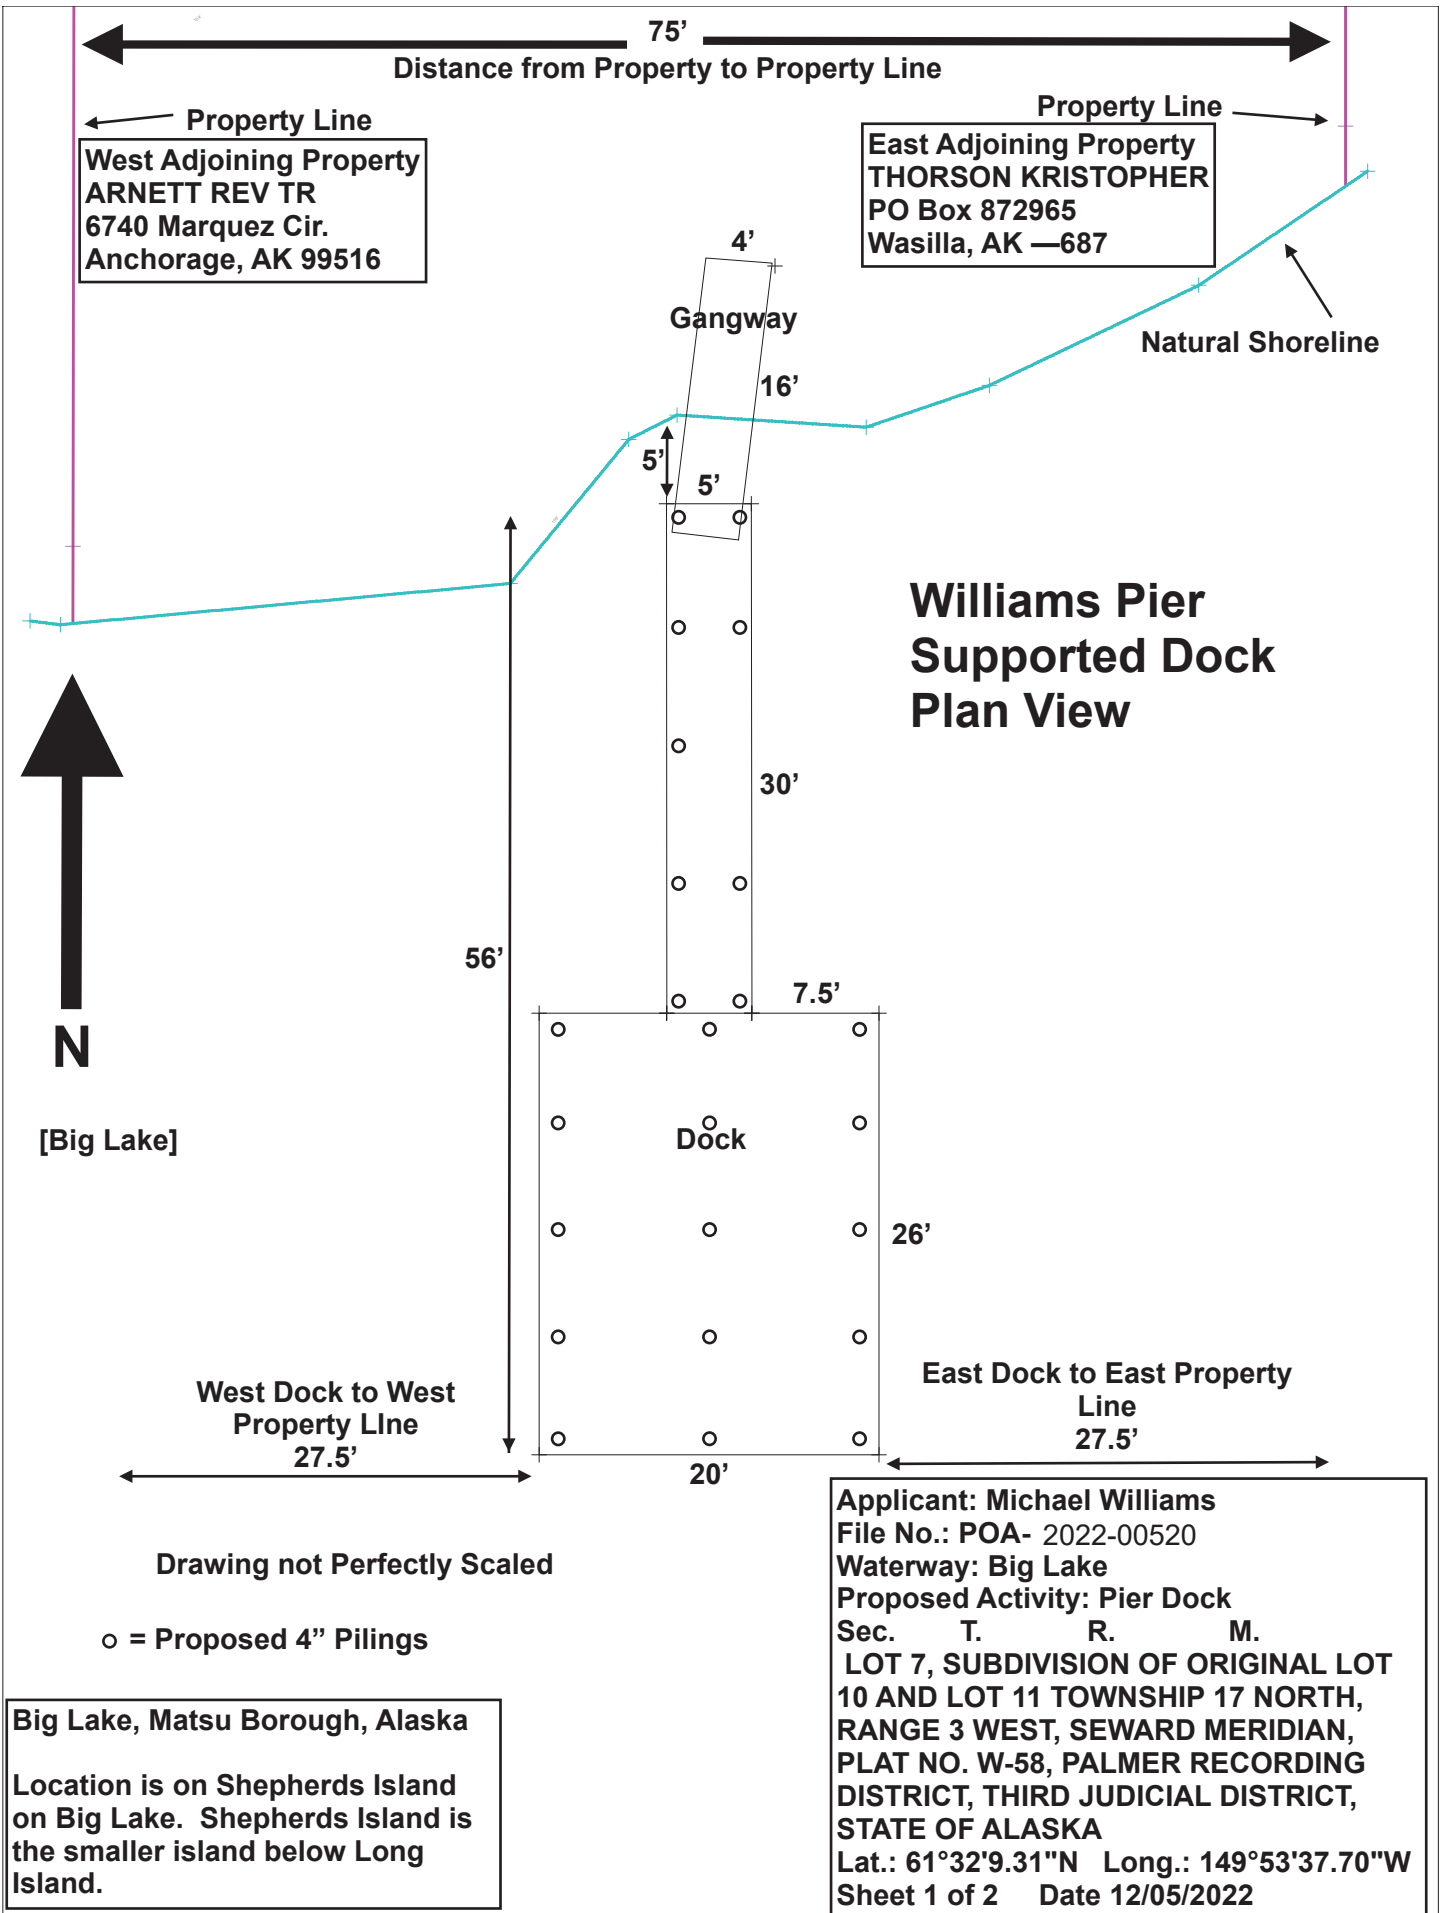 75’
Distance from Property to Property Line
Property Line
West Adjoining Property
ARNETT REV TR
6740 Marquez Cir.
Anchorage, AK 99516
Property Line
East Adjoining Property
THORSON KRISTOPHER
PO Box 872965
Wasilla, AK —687
4’
Gangway
16’
Natural Shoreline
5’
5’
Williams Pier
Supported Dock
Plan View
30’
56’
7.5’
N
[Big Lake]
Dock
26’
West Dock to West
Property LIne
27.5’
East Dock to East Property
Line
27.5’
20’
Drawing not Perfectly Scaled
= Proposed 4” Pilings
Big Lake, Matsu Borough, Alaska
Location is on Shepherds Island
on Big Lake. Shepherds Island is
the smaller island below Long
Island.
Applicant: Michael Williams
File No.: POA- 2022-00520
Waterway: Big Lake
Proposed Activity: Pier Dock
Sec. T. R. M.
LOT 7, SUBDIVISION OF ORIGINAL LOT
10 AND LOT 11 TOWNSHIP 17 NORTH,
RANGE 3 WEST, SEWARD MERIDIAN,
PLAT NO. W-58, PALMER RECORDING
DISTRICT, THIRD JUDICIAL DISTRICT,
STATE OF ALASKA
Lat.: 61°32'9.31"N Long.: 149°53'37.70"W
Sheet 1 of 2 Date 12/05/2022